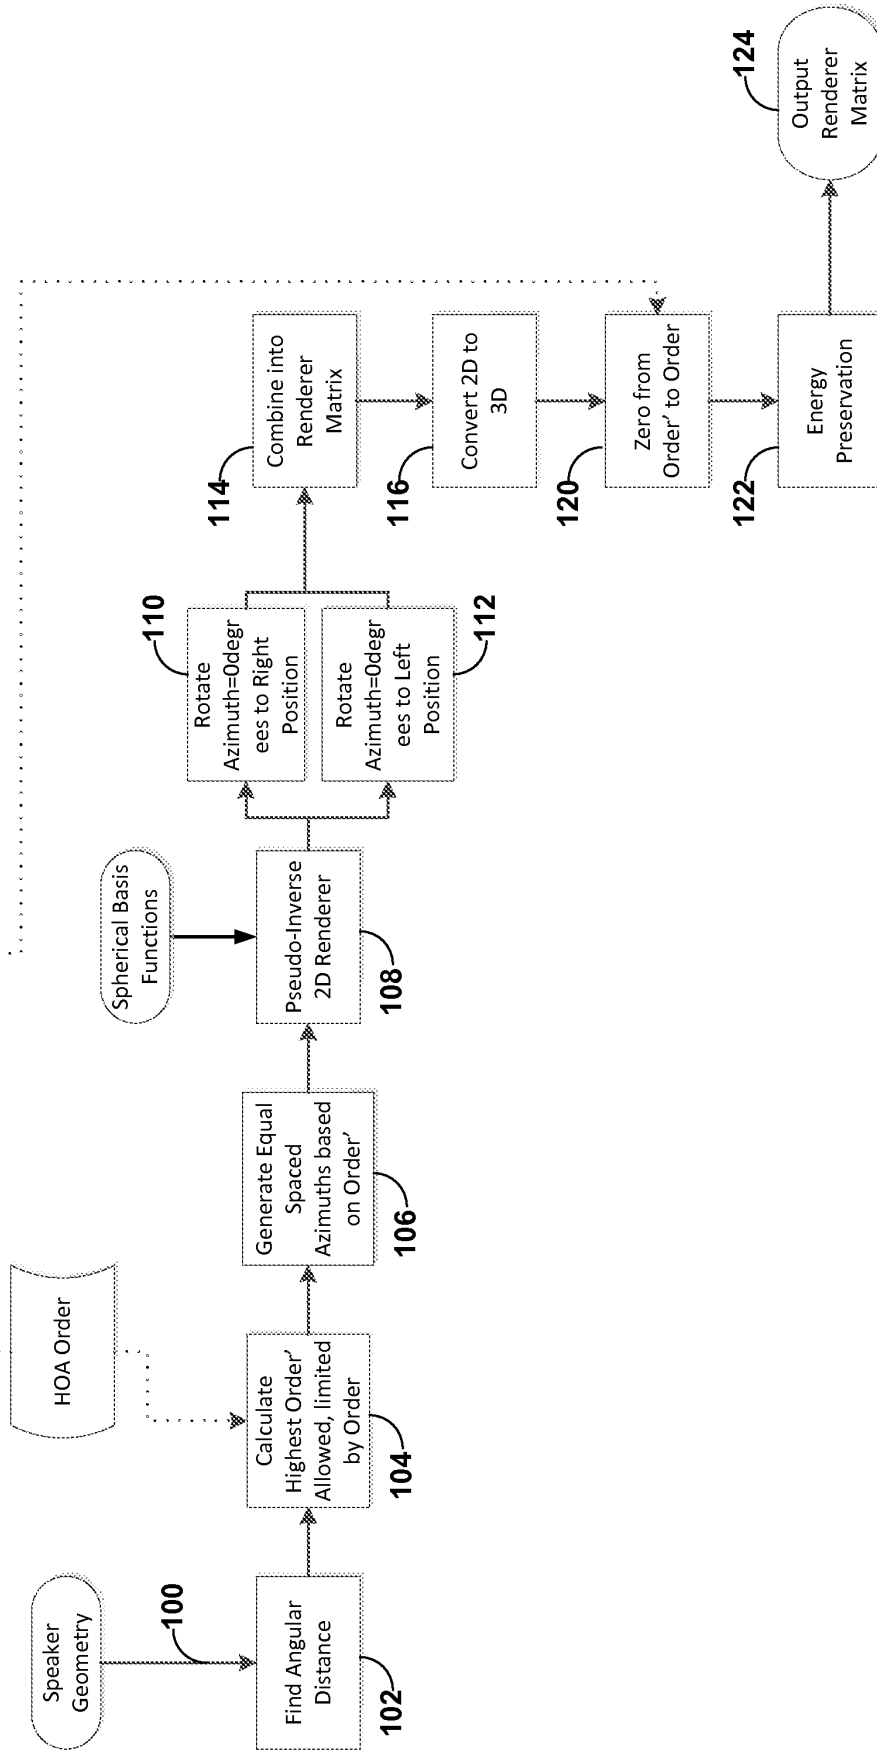 Speaker
Geometry
100
Find Angular
Distance
102
HOA Order
Calculate
Highest Order'
Allowed, limited
by Order
104
Generate Equal
Spaced
Azimuths based
on Order'
106
Spherical Basis
Functions
Pseudo-Inverse
2D Renderer
108
Rotate
Azimuth=0degr
ees to Right
Position
110
Rotate
Azimuth=0degr
ees to Left
Position
112
Combine into
Renderer
Matrix
114
Convert 2D to
3D
116
Zero from
Order' to Order
120
Energy
Preservation
122
Output
Renderer
Matrix
124